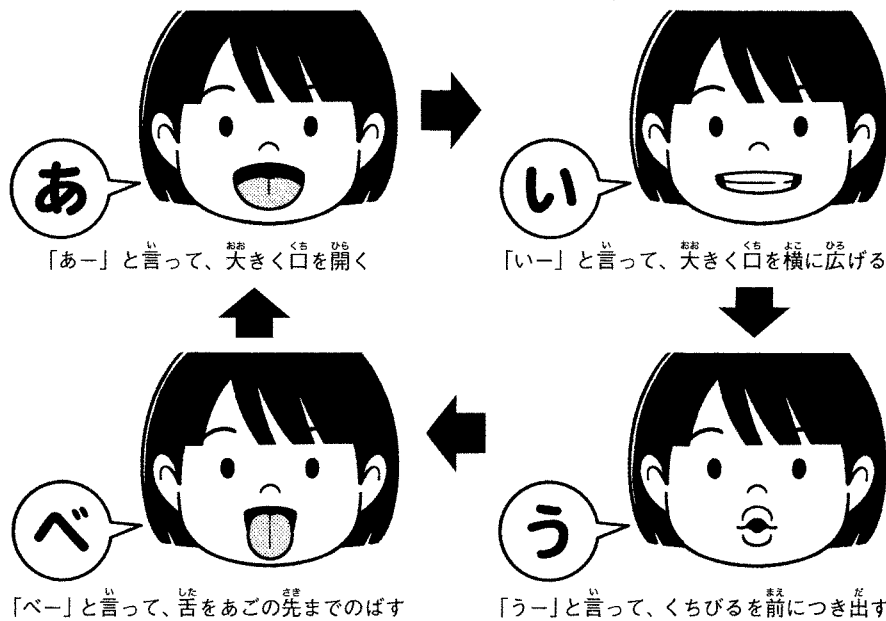 あ
「あー」と言って、大きく口を開く
い
「いー」と言って、大きく口を横に広げる
う
「うー」と言って、くちびるを前につき出す
べ
「べー」と言って、舌をあごの先までのばす